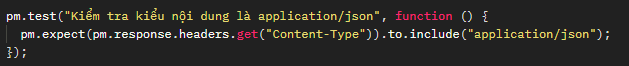 pm.test("Kiểm tra kiểu nội dung là application/json", function () {
  pm.expect(pm.response.headers.get("Content-Type")).to.include("application/json");
});